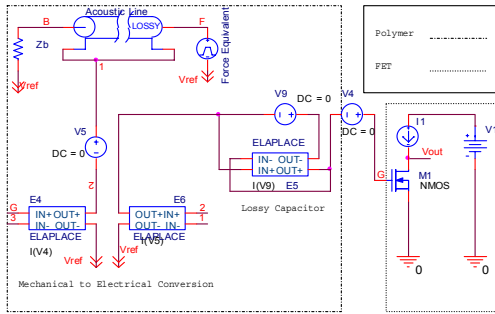 Acoustic Line
B
F
LOSSY
Zb
Force Equivalent
Vref
Vref
1
Polymer
FET
V9
V4
DC = 0
DC = 0
I1
V1
V5
DC = 0
ELAPLACE
IN- OUT-
IN+OUT+
I(V9)
E5
Vout
G
M1
NMOS
2
E4
E6
Lossy Capacitor
G
IN+OUT+
OUT+IN+
2
3
IN- OUT-
OUT- IN-
1
ELAPLACE
ELAPLACE
I(V4)
I(V5)
Vref
Vref
0
0
Mechanical to Electrical Conversion